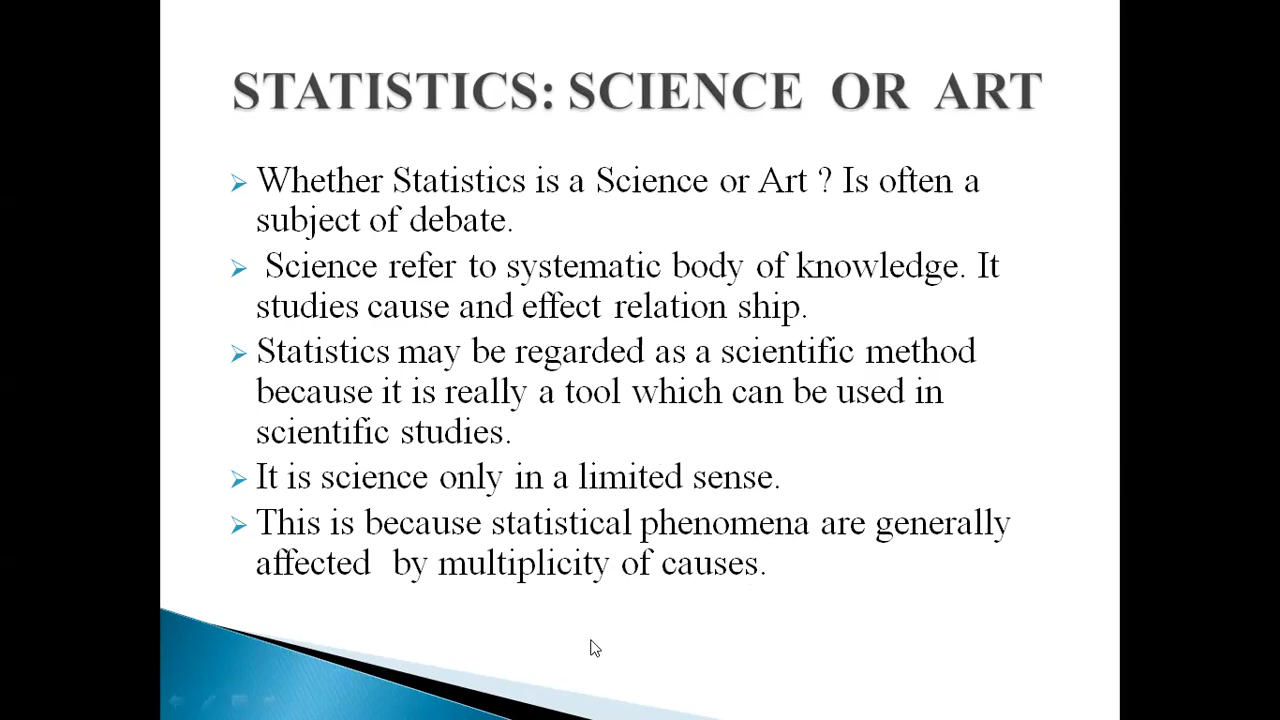 STATISTICS: SCIENCE OR ART
Whether Statistics is a Science or Art ? Is often a
subject of debate.
Science refer to systematic body of knowledge. It
studies cause and effect relation ship.
Statistics may be regarded as a scientific method
because it is really a tool which can be used in
scientific studies.
It is science only in a limited sense.
This is because statistical phenomena are generally
affected by multiplicity of causes.